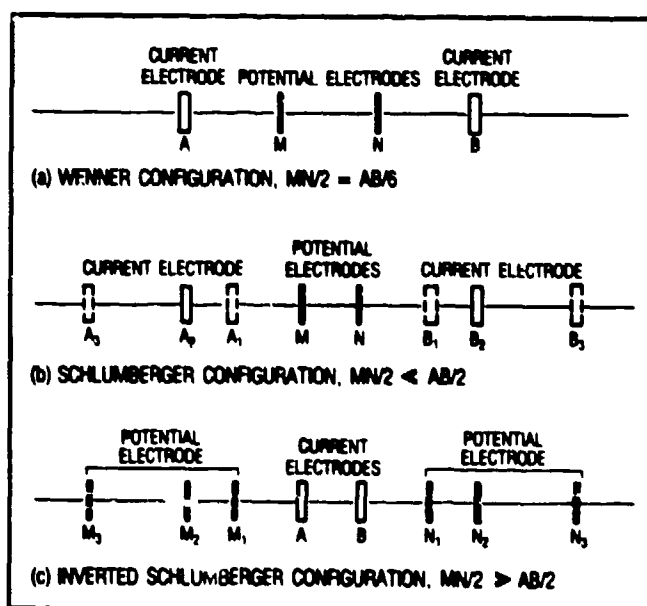 CURRENT ELECTRODE
POTENTIAL ELECTRODES
CURRENT ELECTRODE
A M N B
(a) WENNER CONFIGURATION, MN/2 = AB/6
CURRENT ELECTRODE
POTENTIAL ELECTRODES
CURRENT ELECTRODE
A₃ A₂ A₁ M N B₁ B₂ B₃
(b) SCHLUMBERGER CONFIGURATION, MN/2 < AB/2
POTENTIAL ELECTRODE
CURRENT ELECTRODES
POTENTIAL ELECTRODE
M₃ M₂ M₁ A B N₁ N₂ N₃
(c) INVERTED SCHLUMBERGER CONFIGURATION, MN/2 ≫ AB/2